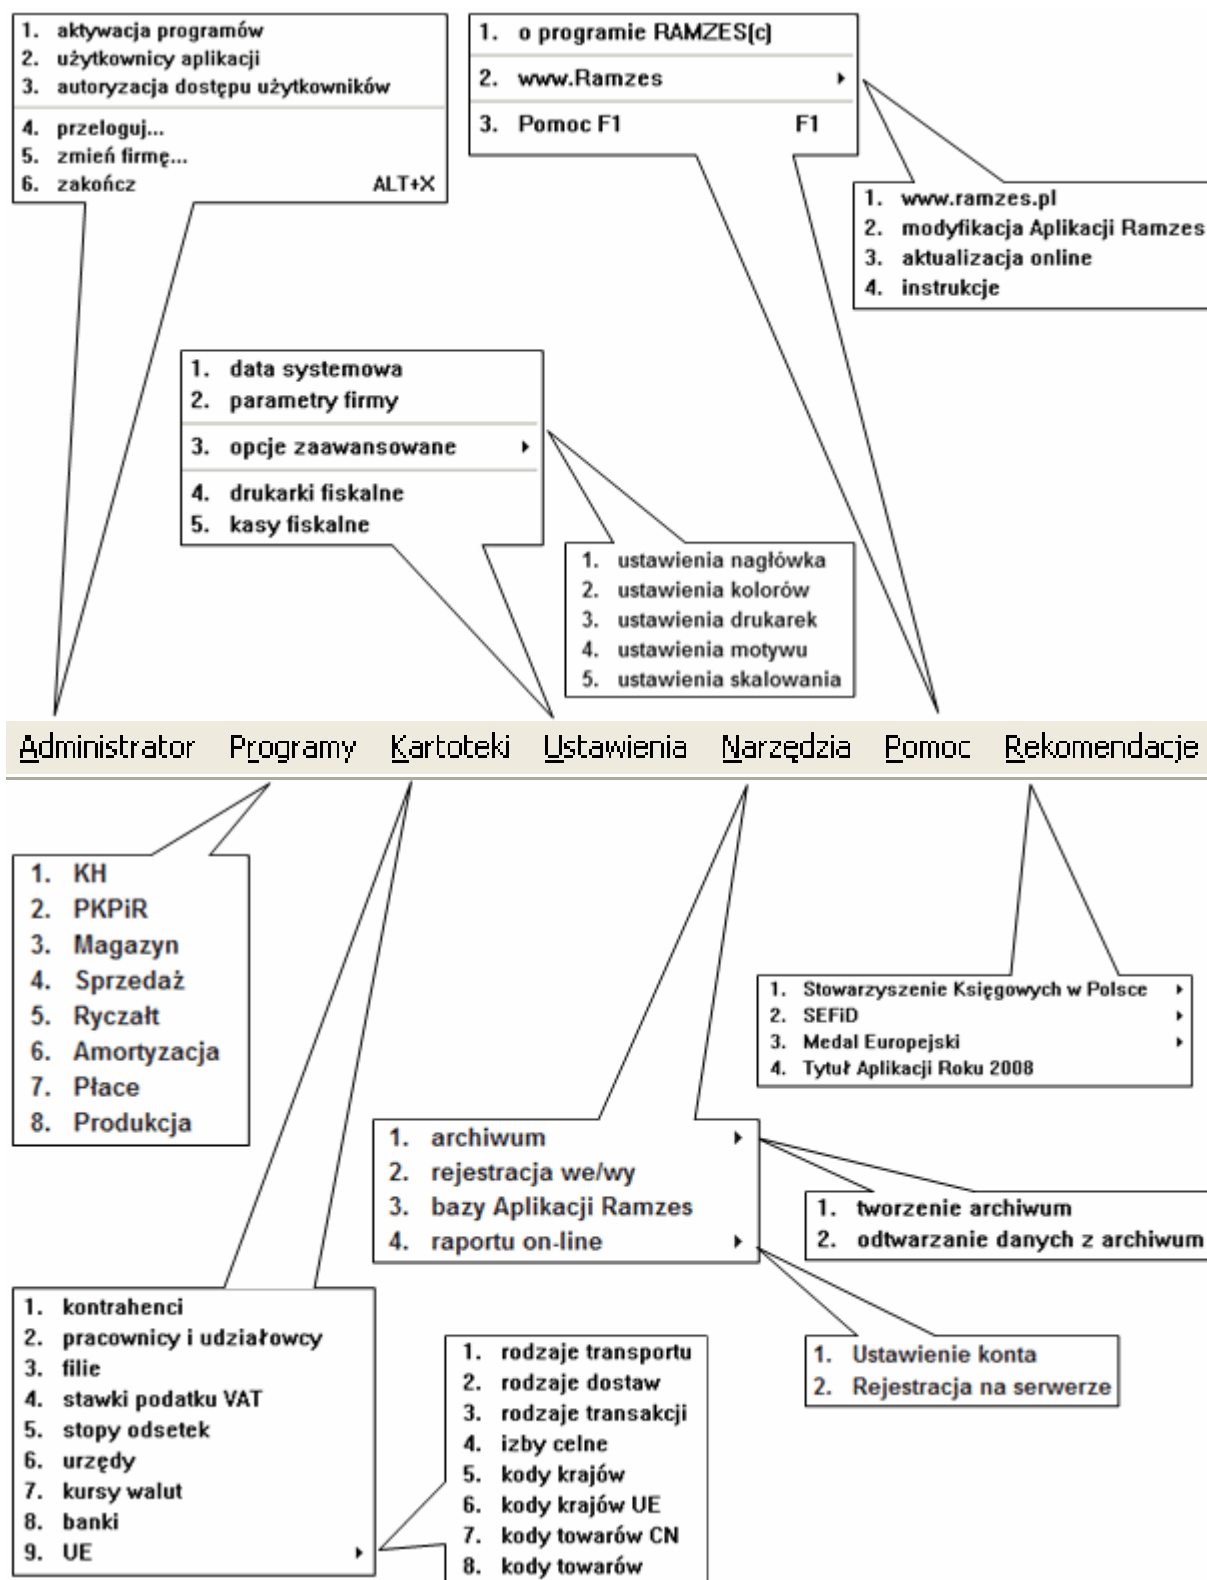 1. aktywacja programów
2. użytkownicy aplikacji
3. autoryzacja dostępu użytkowników
4. przeloguj...
5. zmień firmę...
6. zakończ ALT+X
1. o programie RAMZES(c)
2. www.Ramzes
3. Pomoc F1 F1
1. www.ramzes.pl
2. modyfikacja Aplikacji Ramzes
3. aktualizacja online
4. instrukcje
1. data systemowa
2. parametry firmy
3. opcje zaawansowane
4. drukarki fiskalne
5. kasy fiskalne
1. ustawienia nagłówka
2. ustawienia kolorów
3. ustawienia drukarek
4. ustawienia motywu
5. ustawienia skalowania
Administrator Programy Kartoteki Ustawienia Narzędzia Pomoc Rekomendacje
1. KH
2. PKPiR
3. Magazyn
4. Sprzedaż
5. Ryczałt
6. Amortyzacja
7. Płace
8. Produkcja
1. Stowarzyszenie Księgowych w Polsce
2. SEFiD
3. Medal Europejski
4. Tytuł Aplikacji Roku 2008
1. archiwum
2. rejestracja we/wy
3. bazy Aplikacji Ramzes
4. raportu on-line
1. tworzenie archiwum
2. odtwarzanie danych z archiwum
1. Ustawienie konta
2. Rejestracja na serwerze
1. kontrahenci
2. pracownicy i udziałowcy
3. filie
4. stawki podatku VAT
5. stopy odsetek
6. urzędy
7. kursy walut
8. banki
9. UE
1. rodzaje transportu
2. rodzaje dostaw
3. rodzaje transakcji
4. izby celne
5. kody krajów
6. kody krajów UE
7. kody towarów CN
8. kody towarów